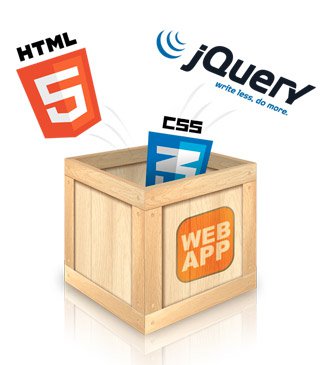 HTML
5
jQuery
write less, do more.
CSS
3
WEB
APP